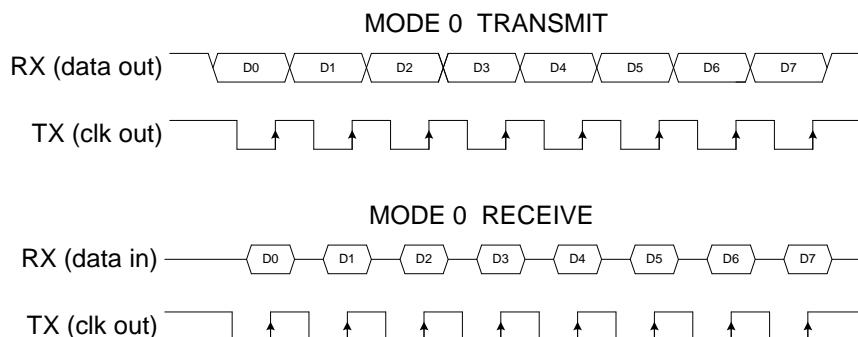 MODE 0 TRANSMIT
RX (data out) D0 D1 D2 D3 D4 D5 D6 D7
TX (clk out)
MODE 0 RECEIVE
RX (data in) D0 D1 D2 D3 D4 D5 D6 D7
TX (clk out)